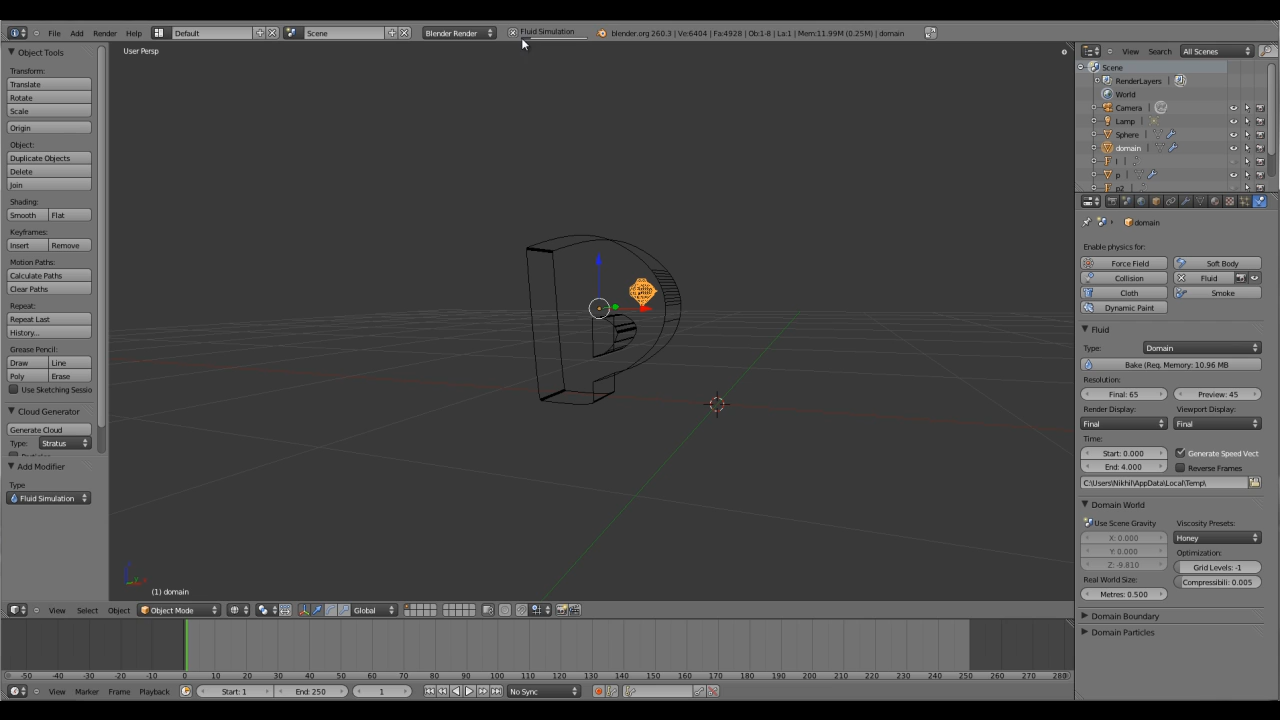 File Add Render Help Default Scene Blender Render Fluid Simulation blender.org 260.3 | Ve:6404 | Fa:4928 | Ob:1-8 | La:1 | Mem:11.99M (0.25M) | domain
Object Tools
Transform:
Translate
Rotate
Scale
Origin
Object:
Duplicate Objects
Delete
Join
Shading:
Smooth Flat
Keyframes:
Insert Remove
Motion Paths:
Calculate Paths
Clear Paths
Repeat:
Repeat Last
History...
Grease Pencil:
Draw Line
Poly Erase
Use Sketching Sessio
Cloud Generator
Generate Cloud
Type: Stratus
Add Modifier
Type
Fluid Simulation
User Persp
(1) domain
View Select Object Object Mode Global
-50 -40 -30 -20 -10 0 10 20 30 40 50 60 70 80 90 100 110 120 130 140 150 160 170 180 190 200 210 220 230 240 250 260 270 280
View Marker Frame Playback Start: 1 End: 250 1 No Sync
View Search All Scenes
Scene
RenderLayers
World
Camera
Lamp
Sphere
domain
l
p
p2
domain
Enable physics for:
Force Field Soft Body
Collision Fluid
Cloth Smoke
Dynamic Paint
Fluid
Type: Domain
Bake (Req. Memory: 10.96 MB
Resolution:
Final: 65 Preview: 45
Render Display: Viewport Display:
Final Final
Time:
Start: 0.000 Generate Speed Vect
End: 4.000 Reverse Frames
C:\Users\Nikhil\AppData\Local\Temp\
Domain World
Use Scene Gravity Viscosity Presets:
X: 0.000 Honey
Y: 0.000 Optimization:
Z: -9.810 Grid Levels: -1
Real World Size: Compressibili: 0.005
Metres: 0.500
Domain Boundary
Domain Particles